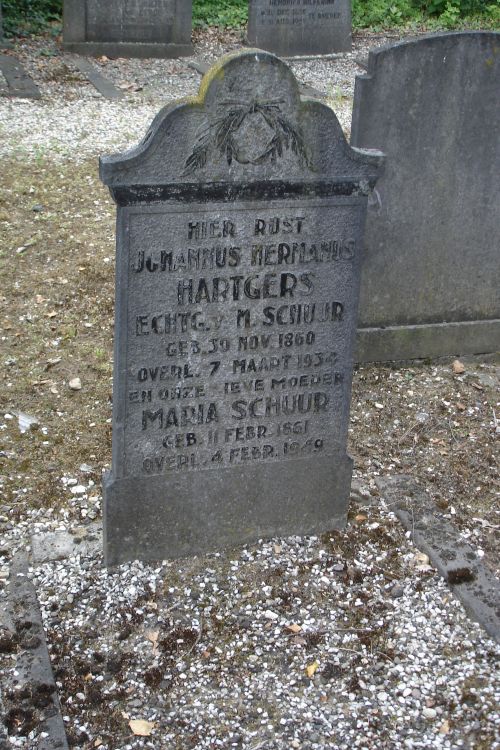 HIER RUST
JOHANNUS HERMANUS
HARTGERS
ECHTG. V M. SCHUUR
GEB. 30 NOV. 1860
OVERL. 7 MAART 1934
EN ONZE LIEVE MOEDER
MARIA SCHUUR
GEB. 11 FEBR. 1861
OVERL. 4 FEBR. 1949